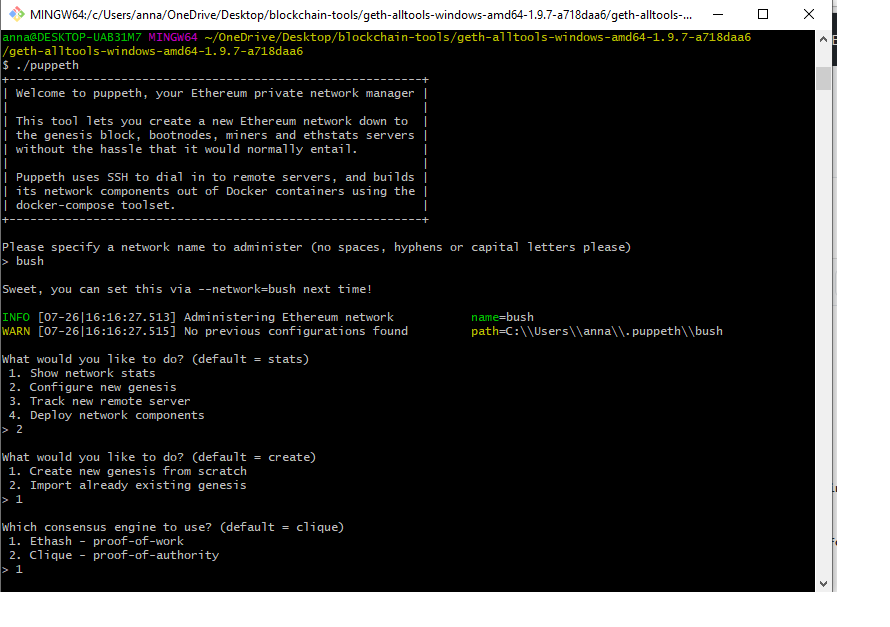 MINGW64:/c/Users/anna/OneDrive/Desktop/blockchain-tools/geth-alltools-windows-amd64-1.9.7-a718daa6/geth-alltools-...
anna@DESKTOP-UAB31M7 MINGW64 ~/OneDrive/Desktop/blockchain-tools/geth-alltools-windows-amd64-1.9.7-a718daa6
/geth-alltools-windows-amd64-1.9.7-a718daa6
$ ./puppeth
+-----------------------------------------------------------+
| Welcome to puppeth, your Ethereum private network manager |
|                                                           |
| This tool lets you create a new Ethereum network down to  |
| the genesis block, bootnodes, miners and ethstats servers |
| without the hassle that it would normally entail.         |
|                                                           |
| Puppeth uses SSH to dial in to remote servers, and builds |
| its network components out of Docker containers using the |
| docker-compose toolset.                                   |
+-----------------------------------------------------------+
Please specify a network name to administer (no spaces, hyphens or capital letters please)
> bush
Sweet, you can set this via --network=bush next time!
INFO [07-26|16:16:27.513] Administering Ethereum network           name=bush
WARN [07-26|16:16:27.515] No previous configurations found         path=C:\\Users\\anna\\.puppeth\\bush
What would you like to do? (default = stats)
 1. Show network stats
 2. Configure new genesis
 3. Track new remote server
 4. Deploy network components
> 2
What would you like to do? (default = create)
 1. Create new genesis from scratch
 2. Import already existing genesis
> 1
Which consensus engine to use? (default = clique)
 1. Ethash - proof-of-work
 2. Clique - proof-of-authority
> 1